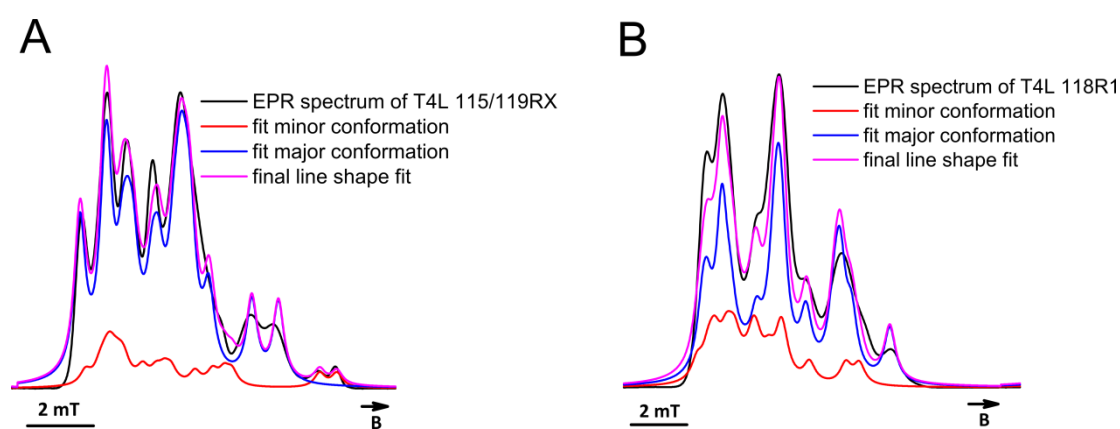 A
EPR spectrum of T4L 115/119RX
fit minor conformation
fit major conformation
final line shape fit
2 mT
B
B
EPR spectrum of T4L 118R1
fit minor conformation
fit major conformation
final line shape fit
2 mT
B